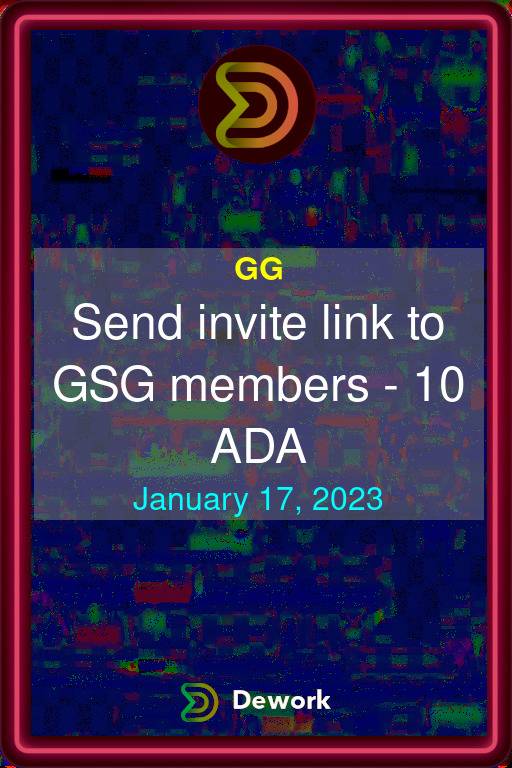 GG
Send invite link to
GSG members - 10
ADA
January 17, 2023
Dework